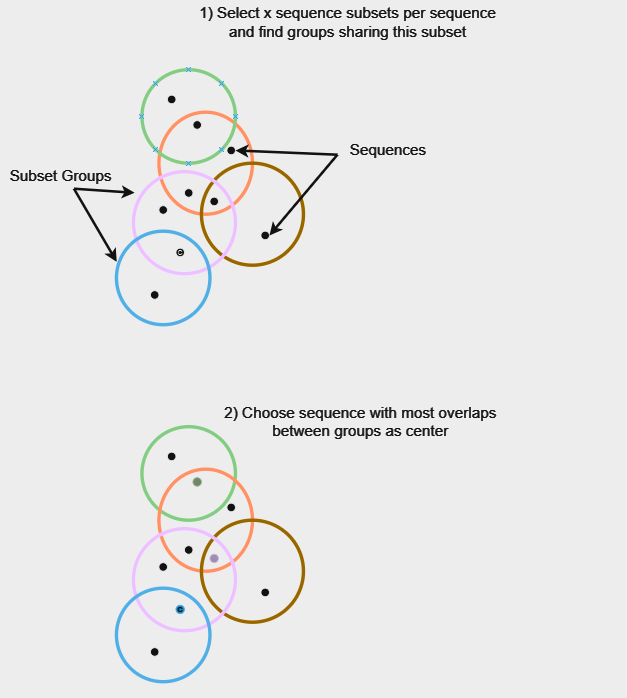 1) Select x sequence subsets per sequence
and find groups sharing this subset
Sequences
Subset Groups
2) Choose sequence with most overlaps
between groups as center